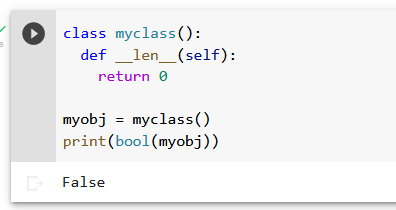 class myclass():
  def __len__(self):
    return 0

myobj = myclass()
print(bool(myobj))
False